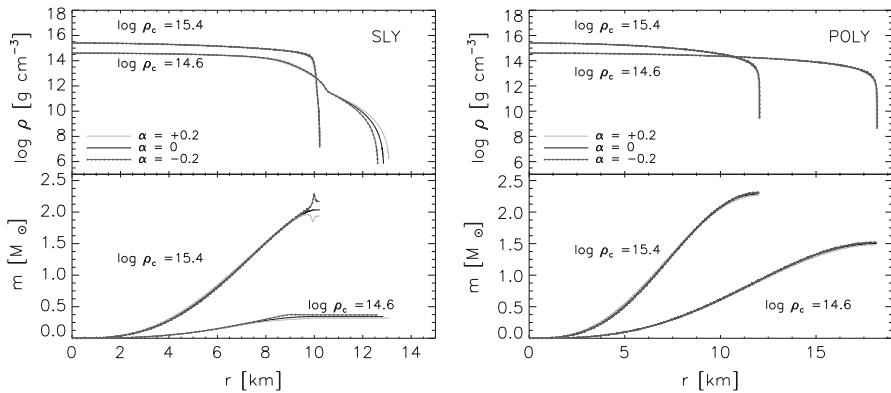 SLY
log ρc =15.4
log ρc =14.6
α = +0.2
α = 0
α = −0.2
log ρ [g cm−3]
18
16
14
12
10
8
6
log ρc =15.4
log ρc =14.6
m [M⊙]
2.5
2.0
1.5
1.0
0.5
0.0
0 2 4 6 8 10 12 14
r [km]
POLY
log ρc =15.4
log ρc =14.6
α = +0.2
α = 0
α = −0.2
log ρ [g cm−3]
18
16
14
12
10
8
6
log ρc =15.4
log ρc =14.6
m [M⊙]
2.5
2.0
1.5
1.0
0.5
0.0
0 5 10 15
r [km]